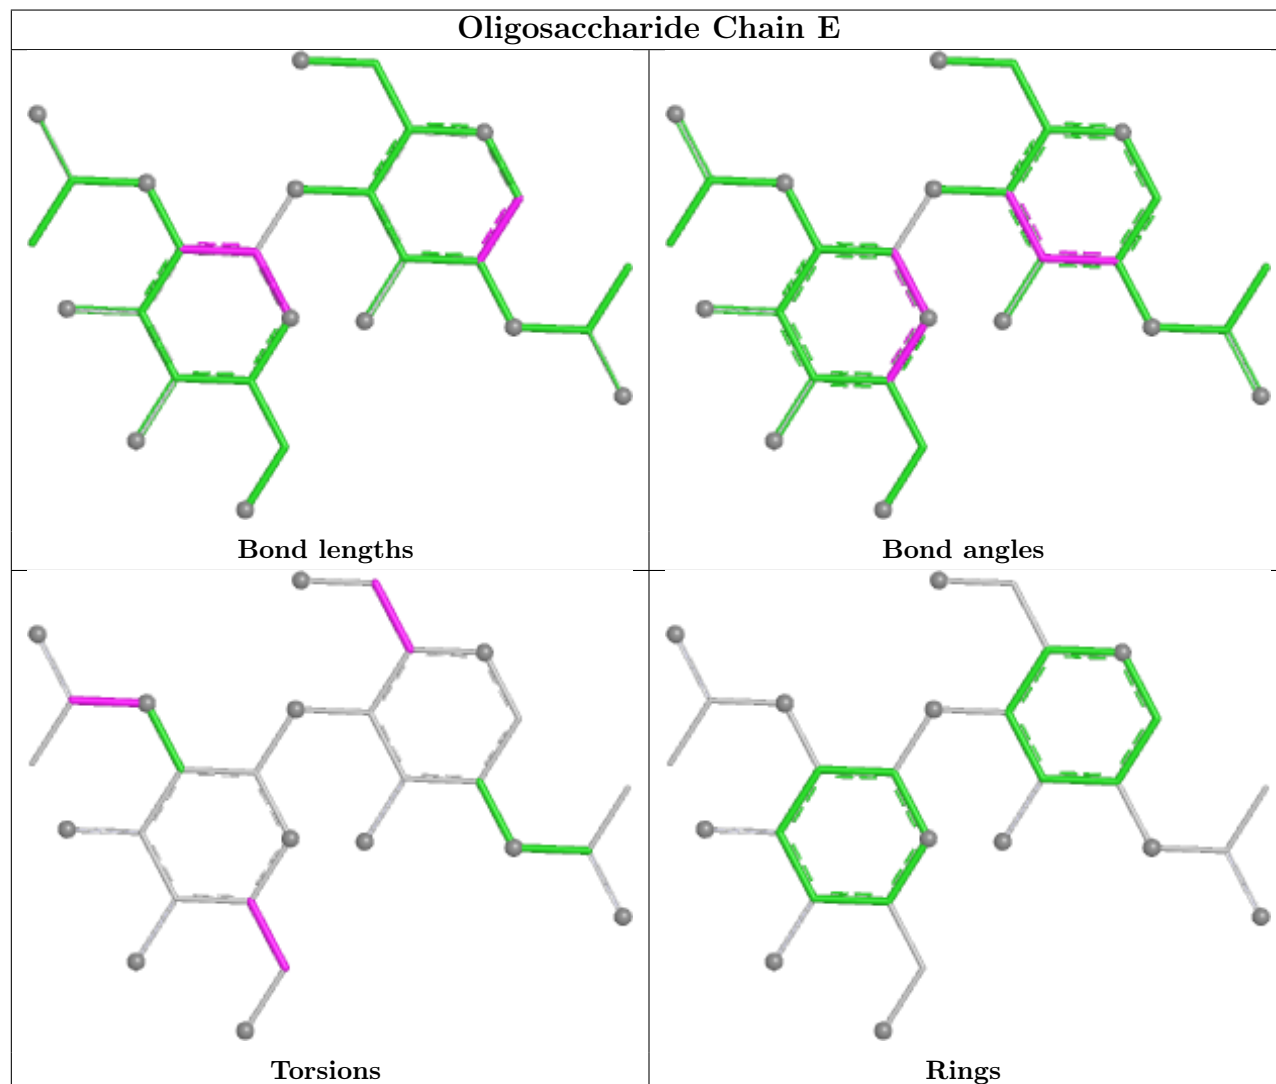 Oligosaccharide Chain E
Bond lengths
Bond angles
Torsions
Rings